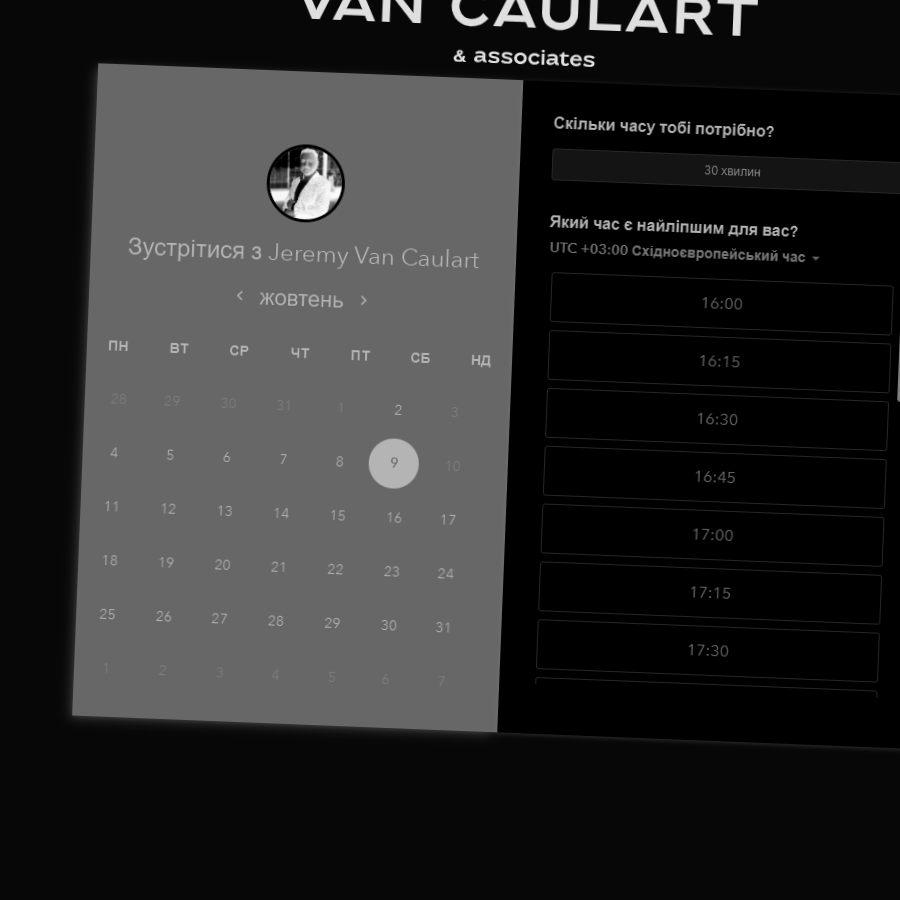 VAN CAULART
& associates
Зустрітися з Jeremy Van Caulart
‹ жовтень ›
ПН ВТ СР ЧТ ПТ СБ НД
28 29 30 31 1 2 3
4 5 6 7 8 9 10
11 12 13 14 15 16 17
18 19 20 21 22 23 24
25 26 27 28 29 30 31
1 2 3 4 5 6 7
Скільки часу тобі потрібно?
30 хвилин
Який час є найліпшим для вас?
UTC +03:00 Східноєвропейський час
16:00
16:15
16:30
16:45
17:00
17:15
17:30